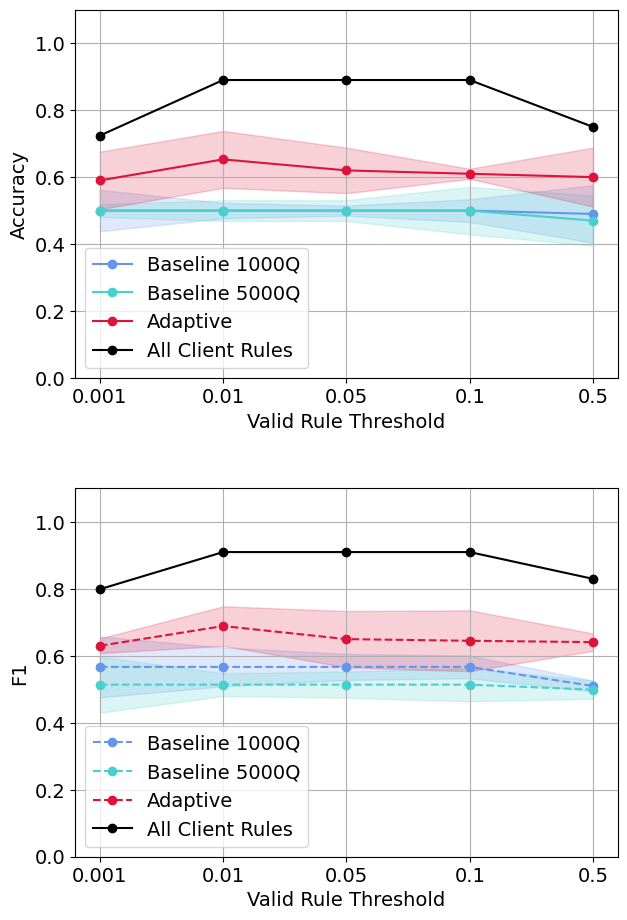 1.0
0.8
0.6
0.4
0.2
0.0
Accuracy
Baseline 1000Q
Baseline 5000Q
Adaptive
All Client Rules
0.001 0.01 0.05 0.1 0.5
Valid Rule Threshold
1.0
0.8
0.6
0.4
0.2
0.0
F1
Baseline 1000Q
Baseline 5000Q
Adaptive
All Client Rules
0.001 0.01 0.05 0.1 0.5
Valid Rule Threshold